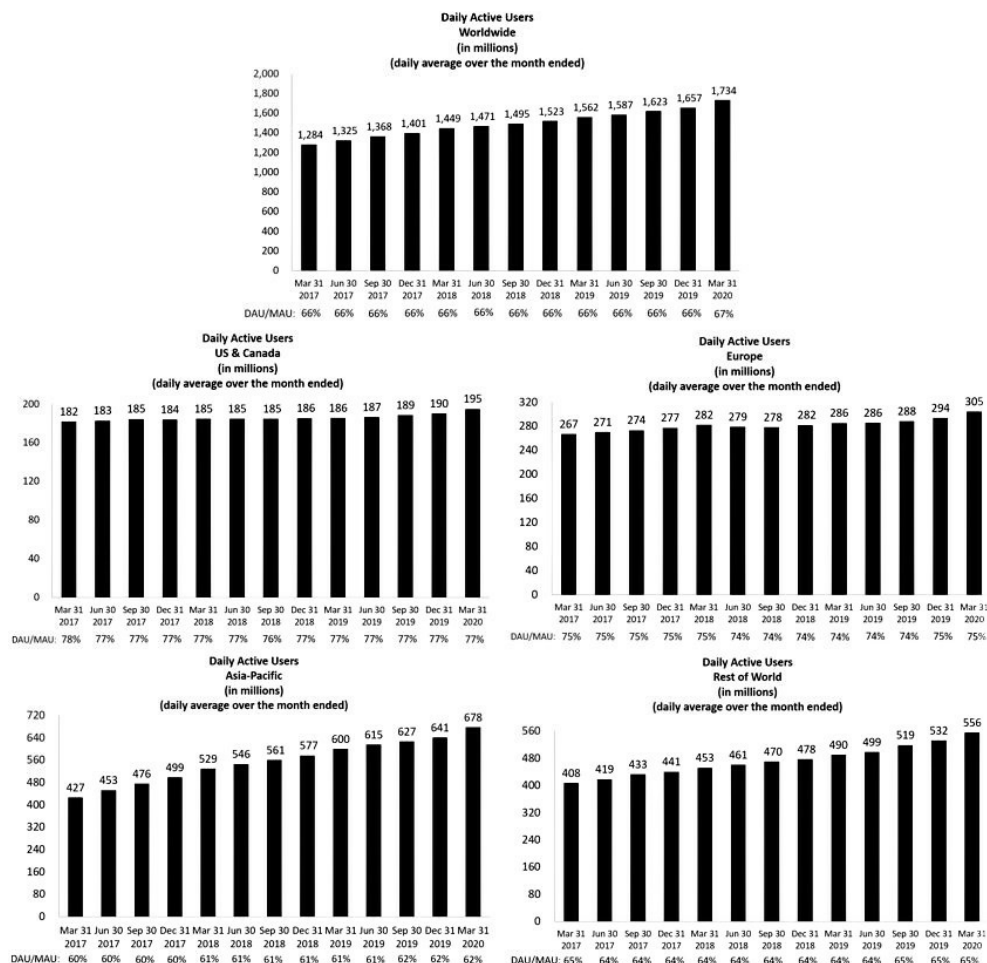 Daily Active Users
Worldwide
(in millions)
(daily average over the month ended)
2,000
1,800
1,600
1,400
1,200
1,000
800
600
400
200
0
1,284 1,325 1,368 1,401 1,449 1,471 1,495 1,523 1,562 1,587 1,623 1,657 1,734
Mar 31 Jun 30 Sep 30 Dec 31 Mar 31 Jun 30 Sep 30 Dec 31 Mar 31 Jun 30 Sep 30 Dec 31 Mar 31
2017 2017 2017 2017 2018 2018 2018 2018 2019 2019 2019 2019 2020
DAU/MAU: 66% 66% 66% 66% 66% 66% 66% 66% 66% 66% 66% 66% 67%
Daily Active Users
US & Canada
(in millions)
(daily average over the month ended)
200
160
120
80
40
0
182 183 185 184 185 185 185 186 186 187 189 190 195
Mar 31 Jun 30 Sep 30 Dec 31 Mar 31 Jun 30 Sep 30 Dec 31 Mar 31 Jun 30 Sep 30 Dec 31 Mar 31
2017 2017 2017 2017 2018 2018 2018 2018 2019 2019 2019 2019 2020
DAU/MAU: 78% 77% 77% 77% 77% 77% 76% 77% 77% 77% 77% 77% 77%
Daily Active Users
Europe
(in millions)
(daily average over the month ended)
320
280
240
200
160
120
80
40
0
267 271 274 277 282 279 278 282 286 286 288 294 305
Mar 31 Jun 30 Sep 30 Dec 31 Mar 31 Jun 30 Sep 30 Dec 31 Mar 31 Jun 30 Sep 30 Dec 31 Mar 31
2017 2017 2017 2017 2018 2018 2018 2018 2019 2019 2019 2019 2020
DAU/MAU: 75% 75% 75% 75% 75% 74% 74% 74% 74% 74% 74% 75% 75%
Daily Active Users
Asia-Pacific
(in millions)
(daily average over the month ended)
720
640
560
480
400
320
240
160
80
0
427 453 476 499 529 546 561 577 600 615 627 641 678
Mar 31 Jun 30 Sep 30 Dec 31 Mar 31 Jun 30 Sep 30 Dec 31 Mar 31 Jun 30 Sep 30 Dec 31 Mar 31
2017 2017 2017 2017 2018 2018 2018 2018 2019 2019 2019 2019 2020
DAU/MAU: 60% 60% 60% 60% 61% 61% 61% 61% 61% 61% 62% 62% 62%
Daily Active Users
Rest of World
(in millions)
(daily average over the month ended)
560
480
400
320
240
160
80
0
408 419 433 441 453 461 470 478 490 499 519 532 556
Mar 31 Jun 30 Sep 30 Dec 31 Mar 31 Jun 30 Sep 30 Dec 31 Mar 31 Jun 30 Sep 30 Dec 31 Mar 31
2017 2017 2017 2017 2018 2018 2018 2018 2019 2019 2019 2019 2020
DAU/MAU: 65% 64% 64% 64% 64% 64% 64% 64% 64% 64% 65% 65% 65%